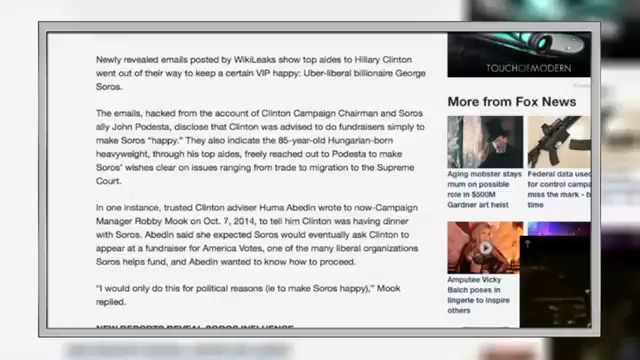 Newly revealed emails posted by WikiLeaks show top aides to Hillary Clinton
went out of their way to keep a certain VIP happy: Uber-liberal billionaire George
Soros.
The emails, hacked from the account of Clinton Campaign Chairman and Soros
ally John Podesta, disclose that Clinton was advised to do fundraisers simply to
make Soros "happy." They also indicate the 85-year-old Hungarian-born
heavyweight, through his top aides, freely reached out to Podesta to make
Soros' wishes clear on issues ranging from trade to migration to the Supreme
Court.
In one instance, trusted Clinton adviser Huma Abedin wrote to now-Campaign
Manager Robby Mook on Oct. 7, 2014, to tell him Clinton was having dinner
with Soros. Abedin said she expected Soros would eventually ask Clinton to
appear at a fundraiser for America Votes, one of the many liberal organizations
Soros helps fund, and Abedin wanted to know how to proceed.
"I would only do this for political reasons (ie to make Soros happy)," Mook
replied.
NEW REPORTS REVEAL SOROS INFLUENCE
TOUCHOFMODERN
More from Fox News
Aging mobster stays
mum on possible
role in $500M
Gardner art heist
Federal data used
for control campa
miss the mark - b
time
Amputee Vicky
Balch poses in
lingerie to inspire
others